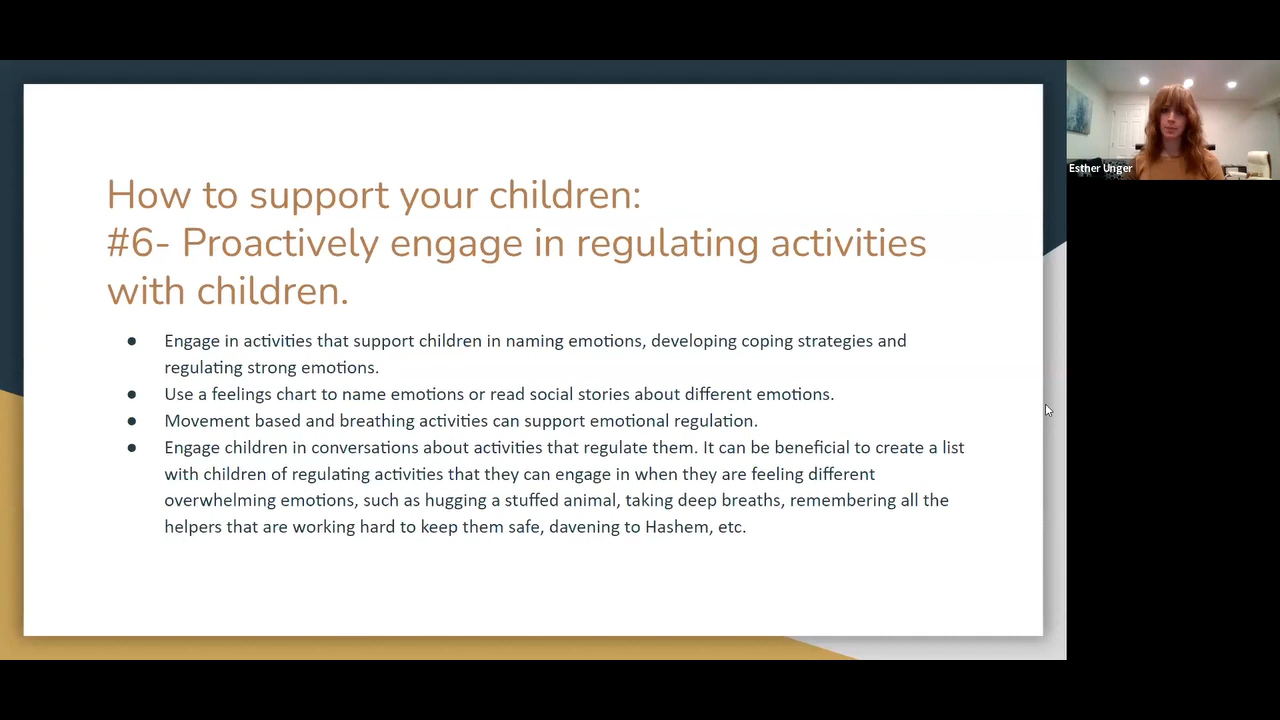 How to support your children:
#6- Proactively engage in regulating activities
with children.
● Engage in activities that support children in naming emotions, developing coping strategies and
regulating strong emotions.
● Use a feelings chart to name emotions or read social stories about different emotions.
● Movement based and breathing activities can support emotional regulation.
● Engage children in conversations about activities that regulate them. It can be beneficial to create a list
with children of regulating activities that they can engage in when they are feeling different
overwhelming emotions, such as hugging a stuffed animal, taking deep breaths, remembering all the
helpers that are working hard to keep them safe, davening to Hashem, etc.
Esther Unger